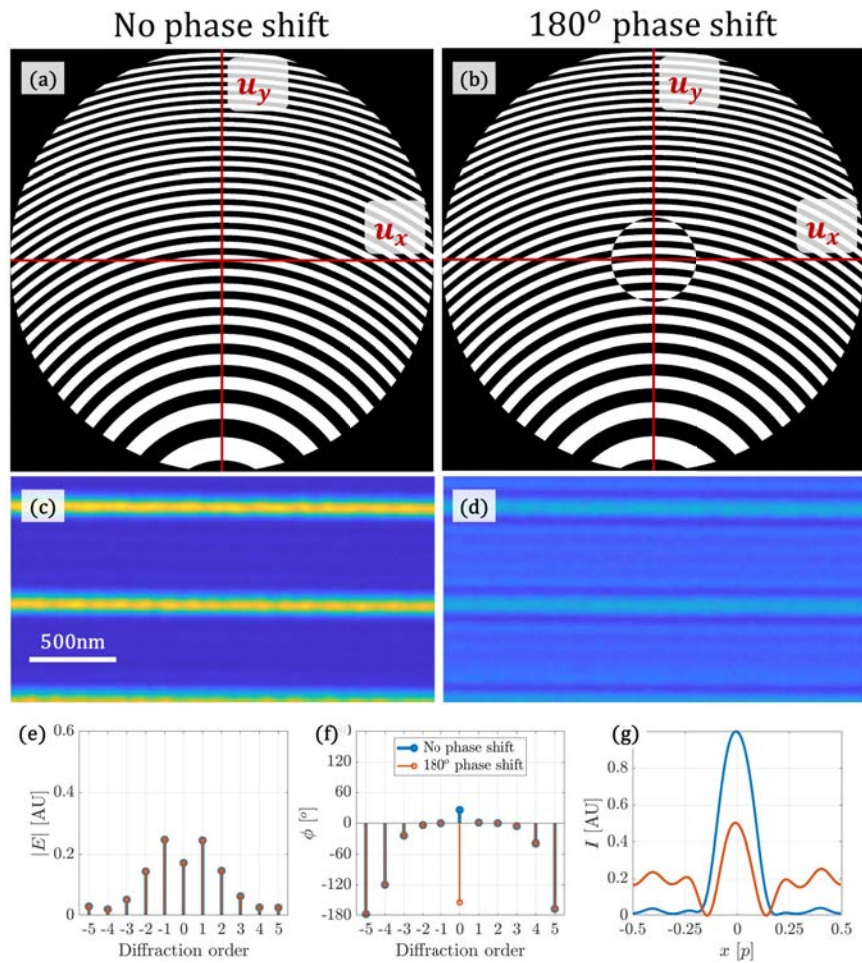 No phase shift
180° phase shift
(a)
u_y
u_x
(b)
u_y
u_x
(c)
500nm
(d)
(e)
0.6
0.4
0.2
0
|E| [AU]
-5 -4 -3 -2 -1 0 1 2 3 4 5
Diffraction order
(f)
120
60
0
-60
-120
-180
ϕ [°]
No phase shift
180° phase shift
-5 -4 -3 -2 -1 0 1 2 3 4 5
Diffraction order
(g)
1
0.8
0.6
0.4
0.2
0
I [AU]
-0.5 -0.25 0 0.25 0.5
x [p]